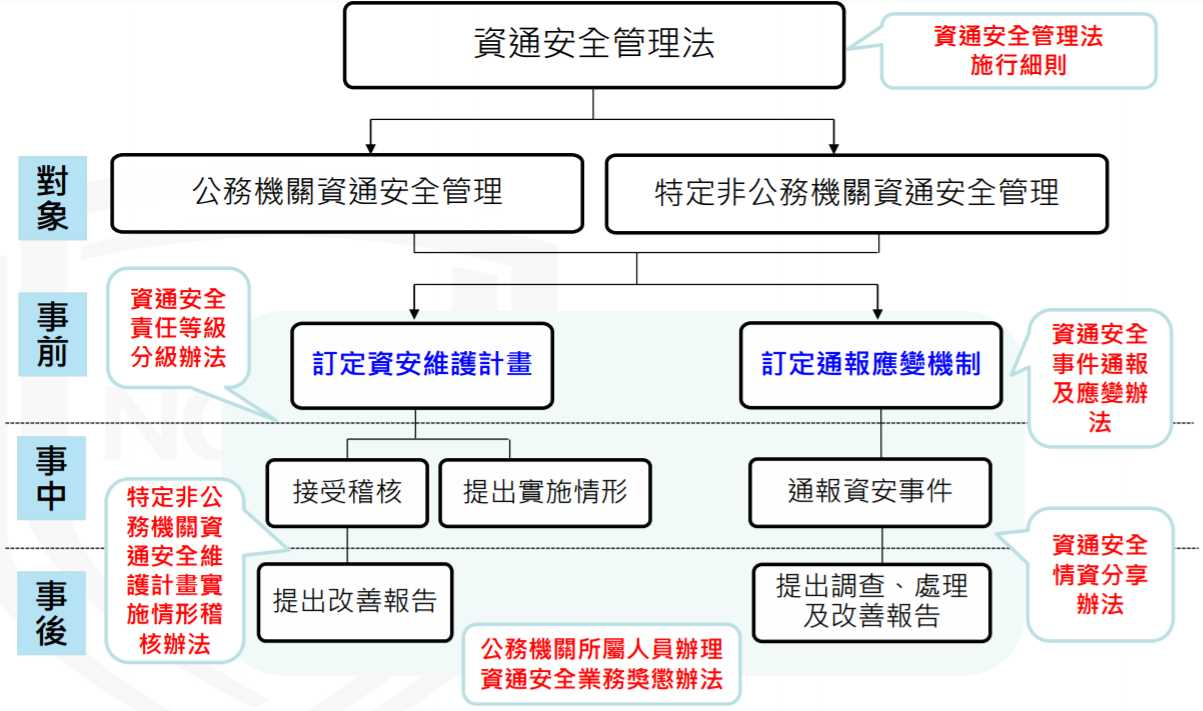 資通安全管理法
資通安全管理法
施行細則
對
象
公務機關資通安全管理
特定非公務機關資通安全管理
事
前
資通安全
責任等級
分級辦法
訂定資安維護計畫
訂定通報應變機制
資通安全
事件通報
及應變辦
法
事
中
接受稽核
提出實施情形
通報資安事件
特定非公
務機關資
通安全維
護計畫實
施情形稽
核辦法
資通安全
情資分享
辦法
事
後
提出改善報告
提出調查、處理
及改善報告
公務機關所屬人員辦理
資通安全業務獎懲辦法